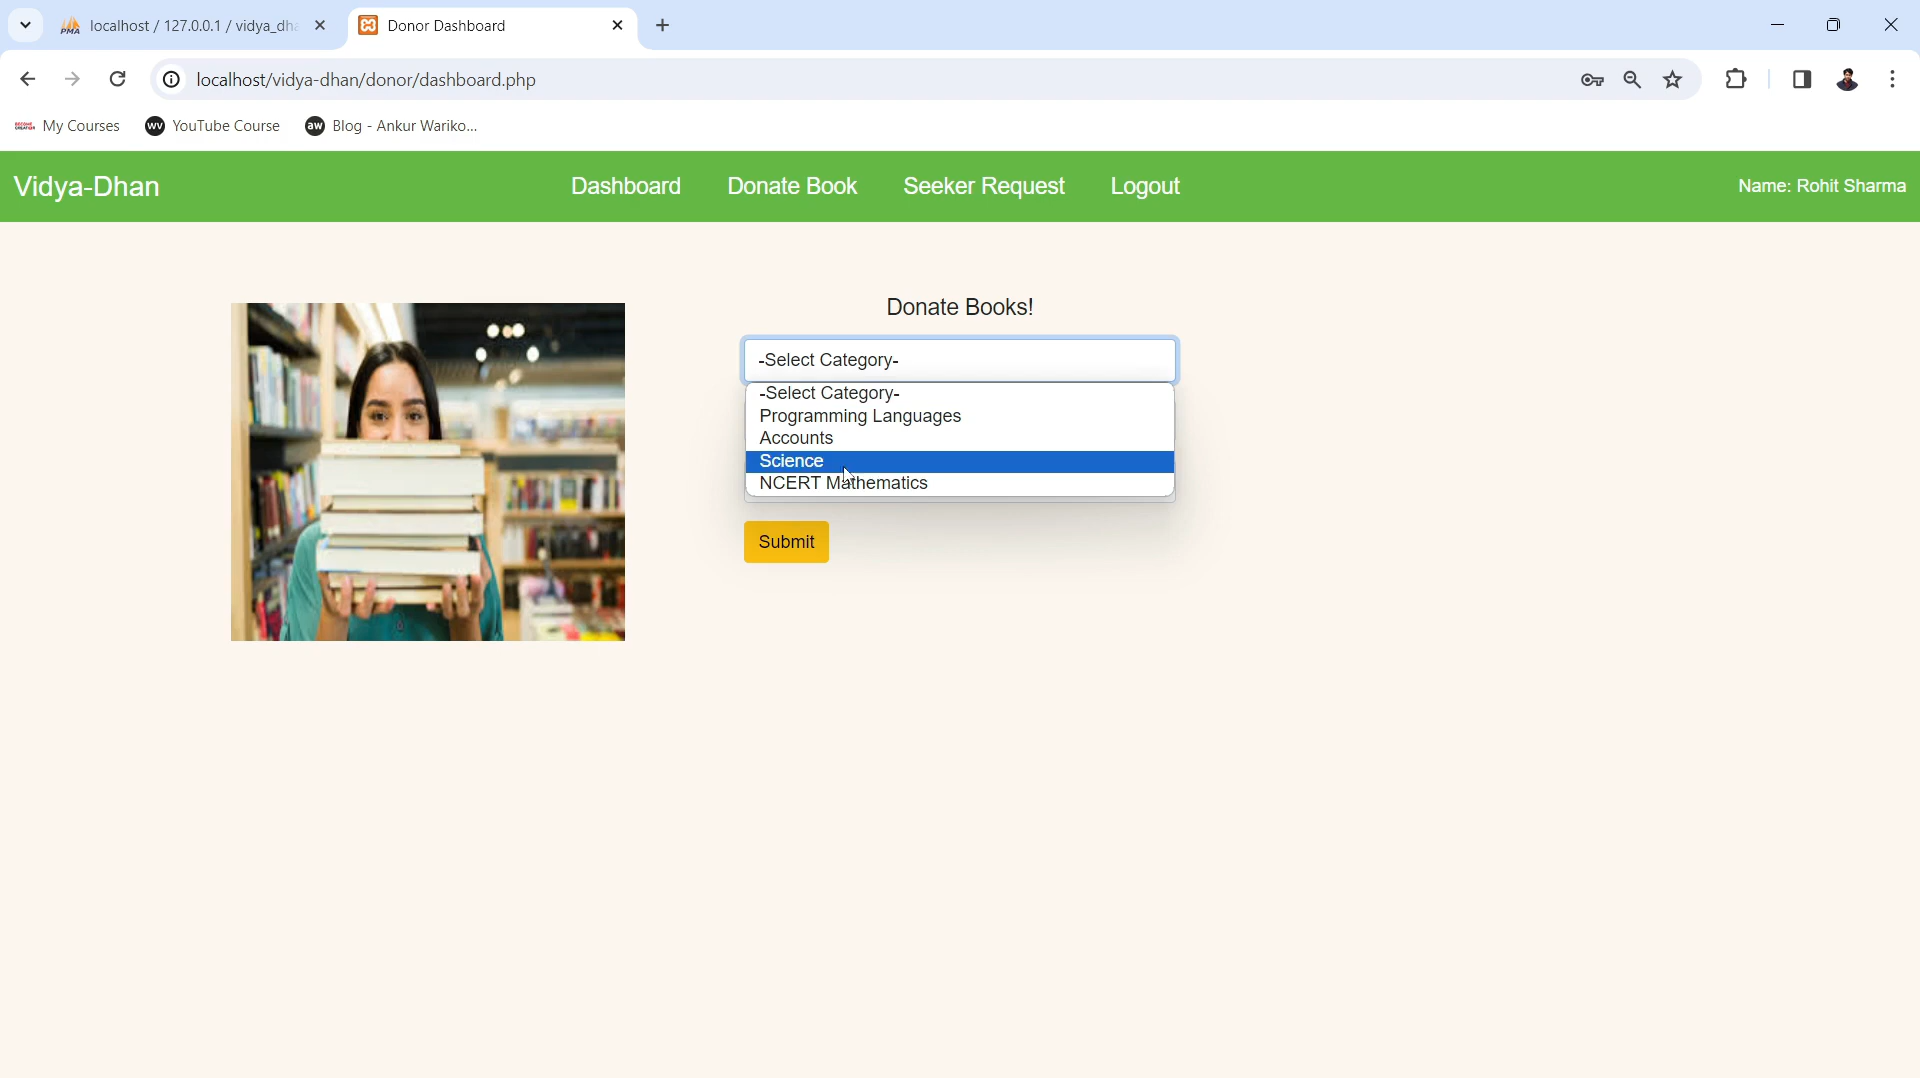 localhost / 127.0.0.1 / vidya_dha
Donor Dashboard
localhost/vidya-dhan/donor/dashboard.php
My Courses
YouTube Course
Blog - Ankur Wariko...
Vidya-Dhan
Dashboard
Donate Book
Seeker Request
Logout
Name: Rohit Sharma
Donate Books!
-Select Category-
-Select Category-
Programming Languages
Accounts
Science
NCERT Mathematics
Submit